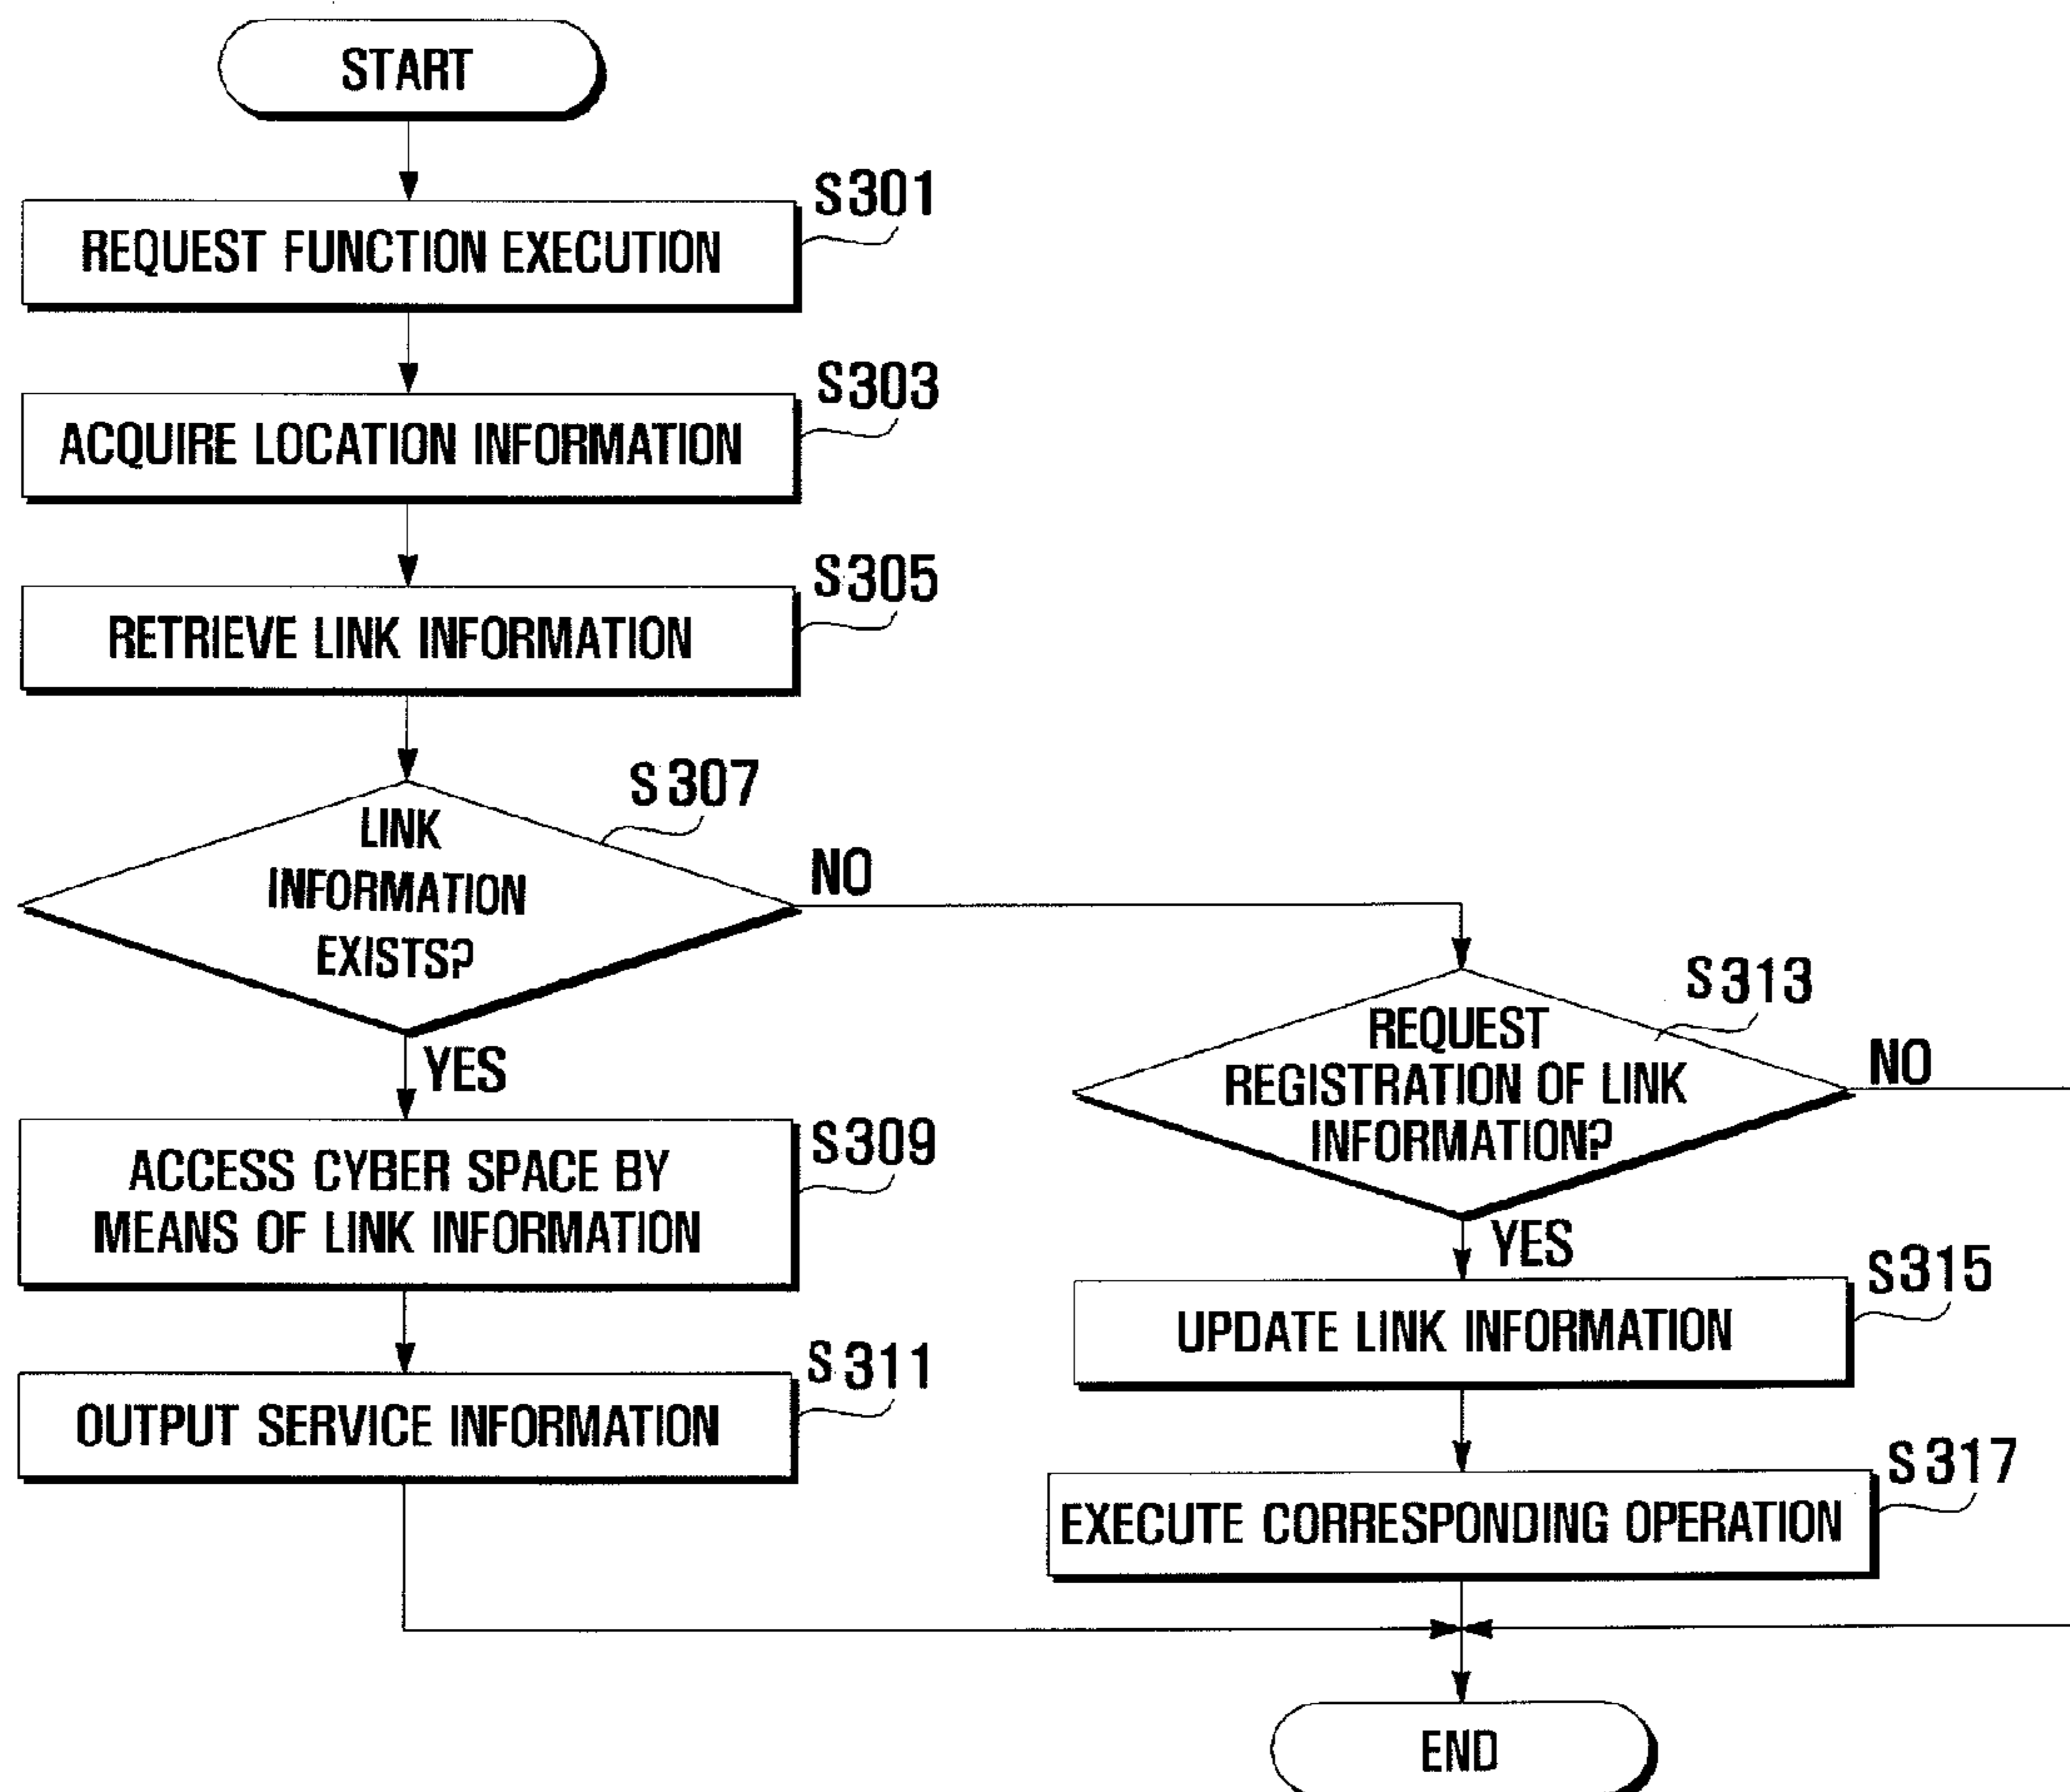 START
S301
REQUEST FUNCTION EXECUTION
S303
ACQUIRE LOCATION INFORMATION
S305
RETRIEVE LINK INFORMATION
S307
LINK
INFORMATION
EXISTS?
NO
YES
S309
ACCESS CYBER SPACE BY
MEANS OF LINK INFORMATION
S311
OUTPUT SERVICE INFORMATION
S313
REQUEST
REGISTRATION OF LINK
INFORMATION?
NO
YES
S315
UPDATE LINK INFORMATION
S317
EXECUTE CORRESPONDING OPERATION
END